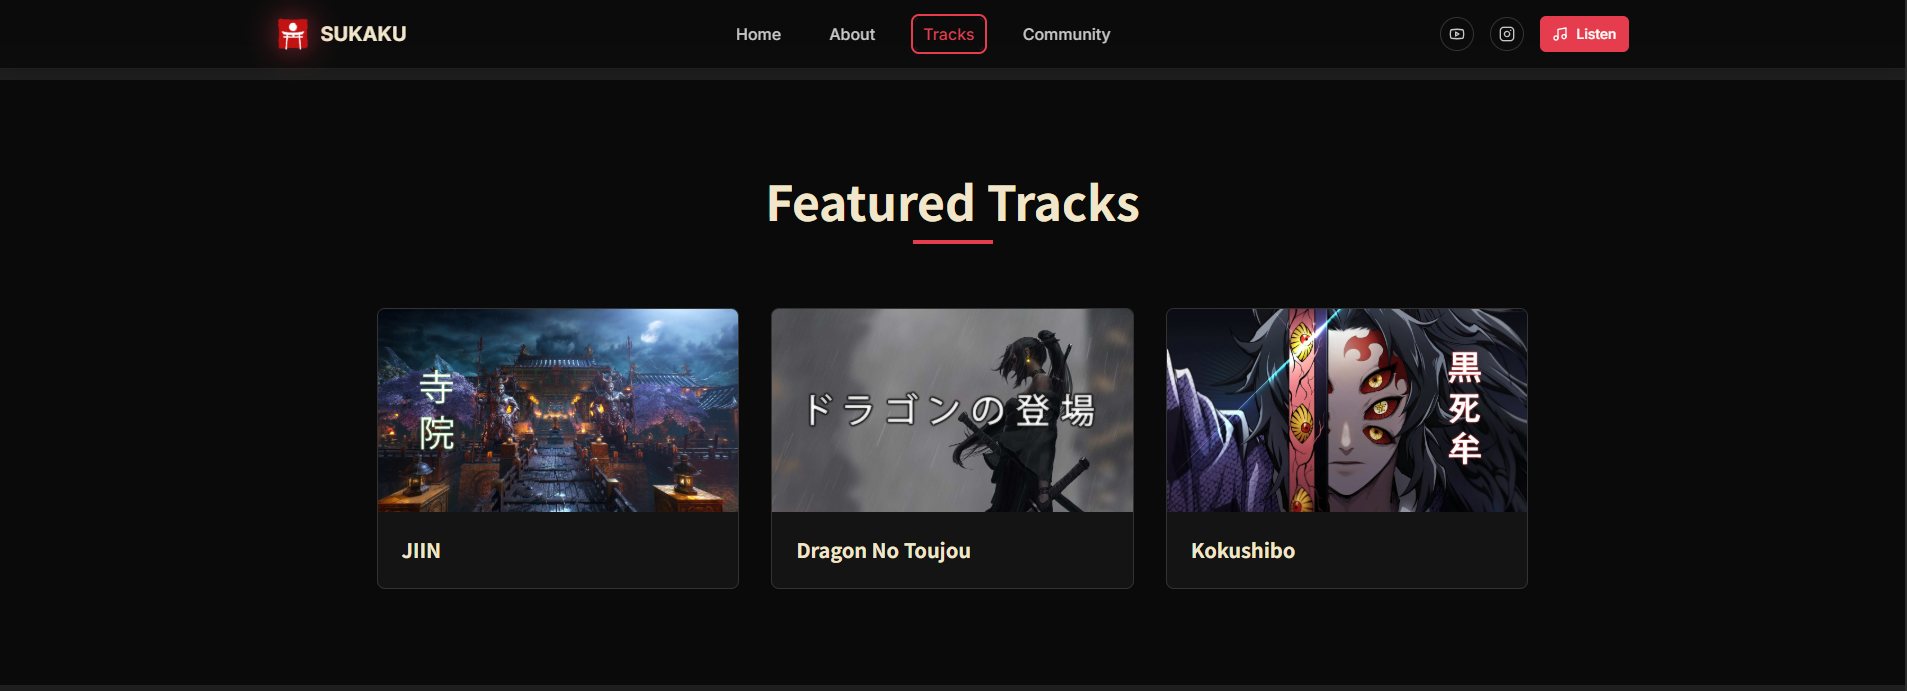 SUKAKU
Home
About
Tracks
Community
Listen
Featured Tracks
寺院
ドラゴンの登場
黒死牟
JIIN
Dragon No Toujou
Kokushibo